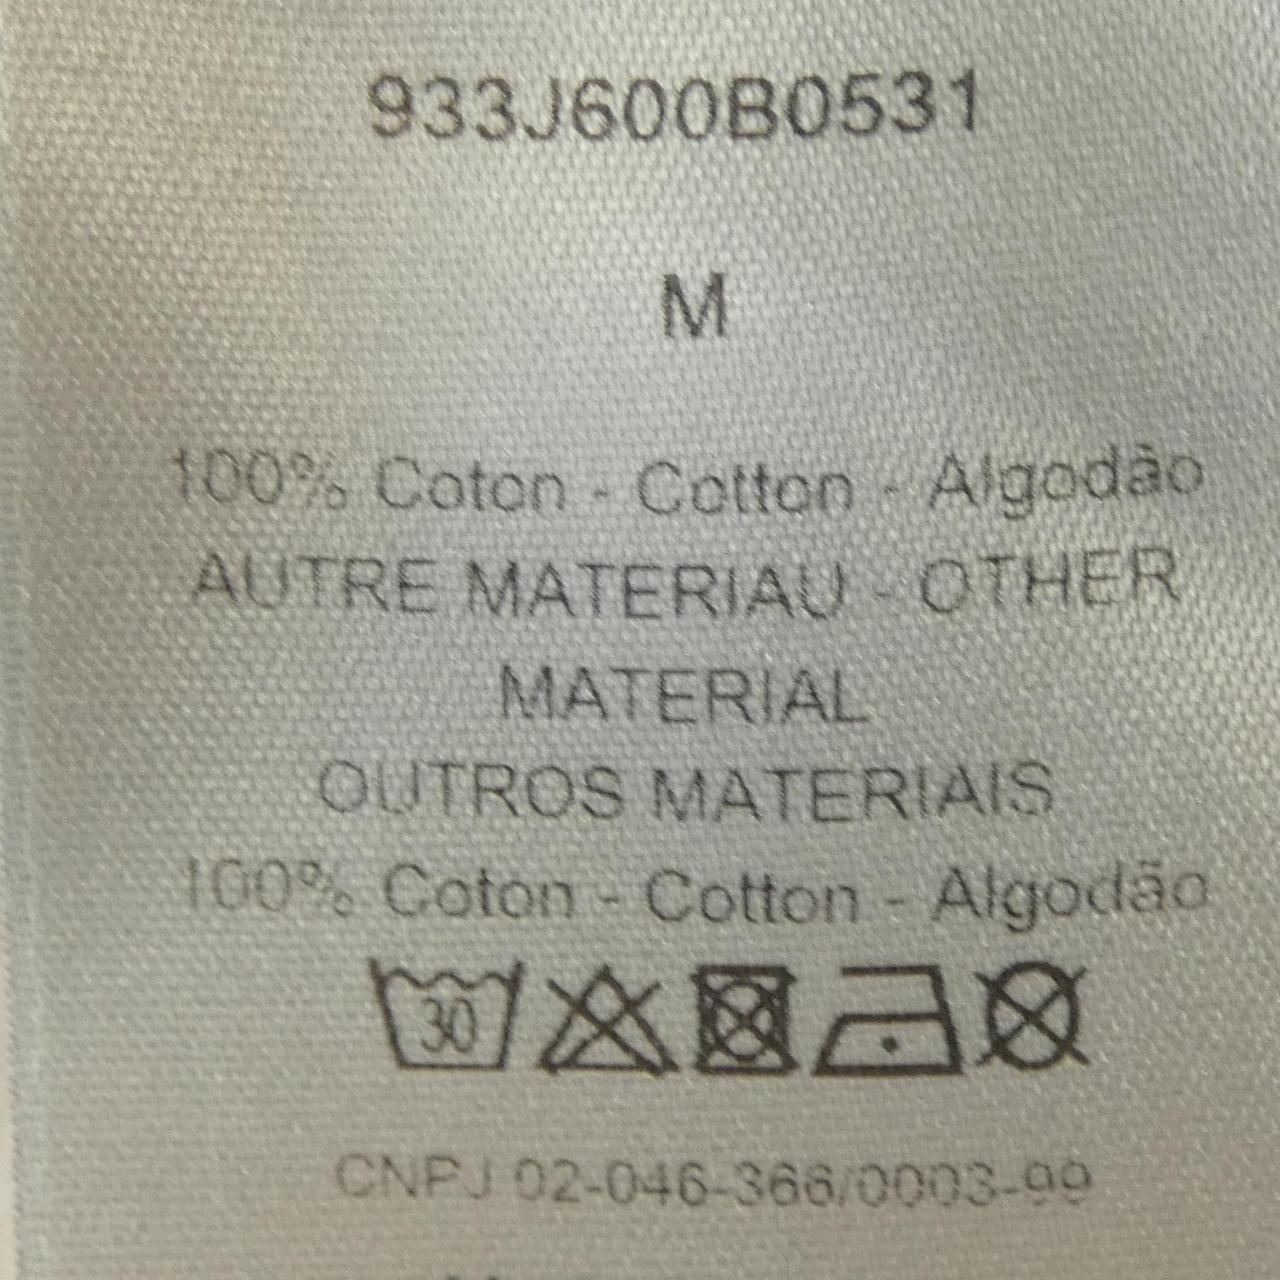 933J600B0531
M
100% Coton - Cotton - Algodão
AUTRE MATERIAU - OTHER
MATERIAL
OUTROS MATERIAIS
100% Coton - Cotton - Algodão
30
CNPJ 02-046-366/0003-99